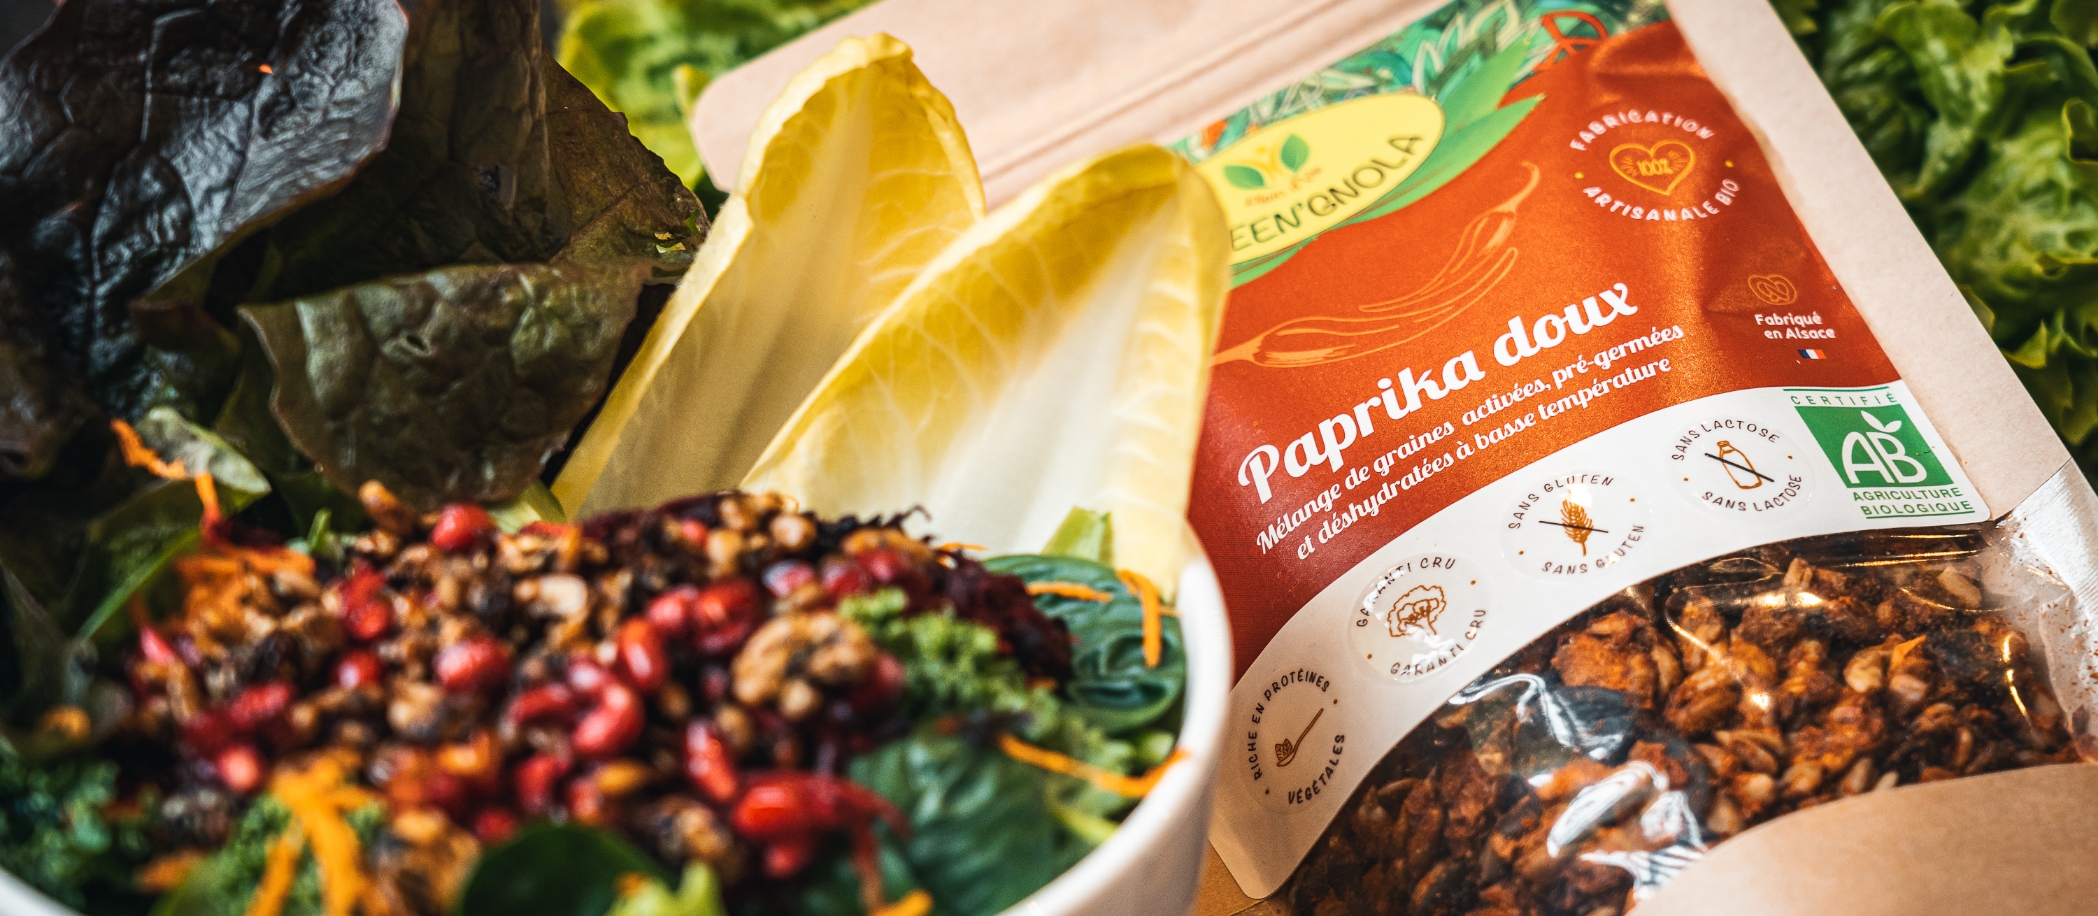 EEN'GNOLA
FABRICATION
100%
ARTISANALE BIO
Fabriqué
en Alsace
Paprika doux
Mélange de graines activées, pré-germées
et déshydratées à basse température
CERTIFIÉ
AB
AGRICULTURE
BIOLOGIQUE
SANS LACTOSE
SANS LACTOSE
SANS GLUTEN
SANS GLUTEN
GARANTI CRU
GARANTI CRU
RICHE EN PROTÉINES
VÉGÉTALES